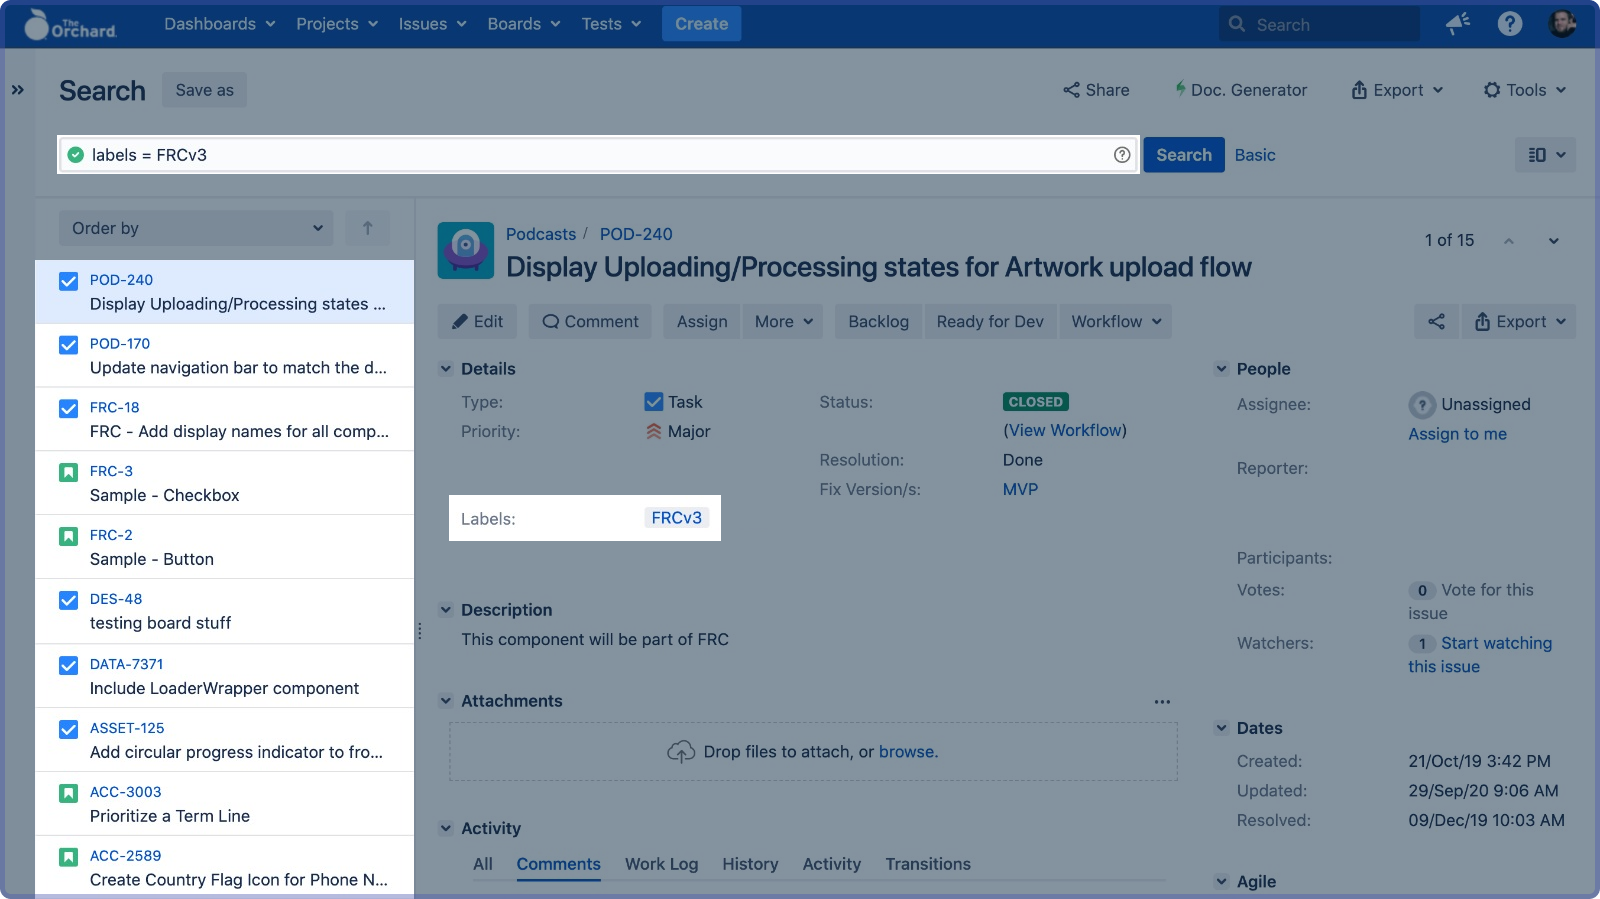 The Orchard. Dashboards Projects Issues Boards Tests Create Search
Search Save as Share Doc. Generator Export Tools
labels = FRCv3 Search Basic
Order by
POD-240
Display Uploading/Processing states ...
POD-170
Update navigation bar to match the d...
FRC-18
FRC - Add display names for all comp...
FRC-3
Sample - Checkbox
FRC-2
Sample - Button
DES-48
testing board stuff
DATA-7371
Include LoaderWrapper component
ASSET-125
Add circular progress indicator to fro...
ACC-3003
Prioritize a Term Line
ACC-2589
Create Country Flag Icon for Phone N...
Podcasts / POD-240
1 of 15
Display Uploading/Processing states for Artwork upload flow
Edit Comment Assign More Backlog Ready for Dev Workflow Export
Details
Type: Task
Priority: Major
Status: CLOSED
(View Workflow)
Resolution: Done
Fix Version/s: MVP
Labels: FRCv3
Description
This component will be part of FRC
Attachments
Drop files to attach, or browse.
Activity
All Comments Work Log History Activity Transitions
People
Assignee: Unassigned
Assign to me
Reporter:
Participants:
Votes: 0 Vote for this
issue
Watchers: 1 Start watching
this issue
Dates
Created: 21/Oct/19 3:42 PM
Updated: 29/Sep/20 9:06 AM
Resolved: 09/Dec/19 10:03 AM
Agile